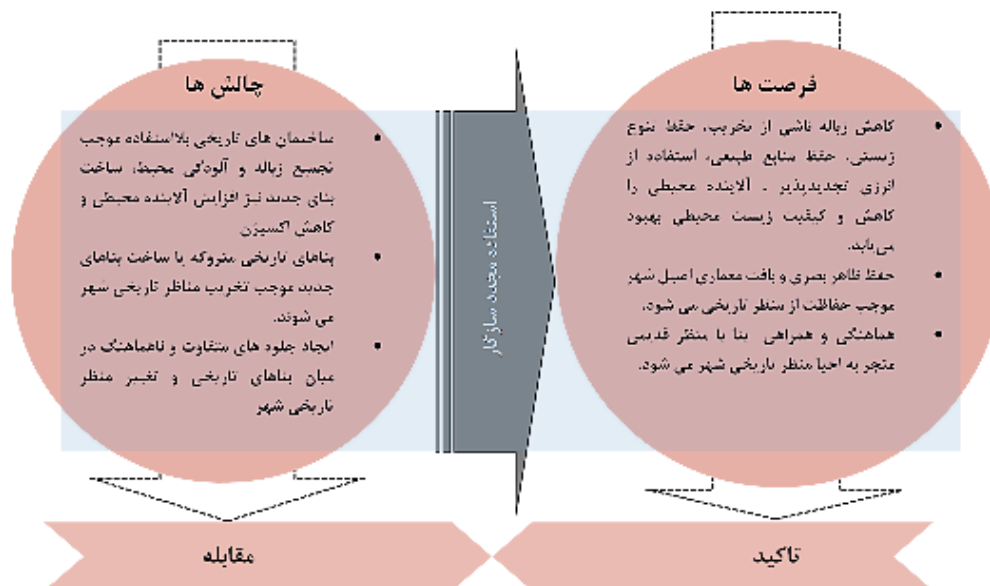 فرصت ها
کاهش زباله ناشی از تخریب، حفظ تنوع
زیستی، حفظ منابع طبیعی، استفاده از
انرژی تجدیدپذیر . آلاینده محیطی را
کاهش و کیفیت زیست محیطی بهبود
می‌یابد.
حفظ ظاهر بصری و بافت معماری اصیل شهر
موجب حفاظت از منظر تاریخی می شود.
هماهنگی و همراهی بنا با منظر قدیمی
منجر به احیا منظر تاریخی شهر می شود.
تاکید
استفاده مجدد سازگار
چالش ها
ساختمان های تاریخی بلااستفاده موجب
تجمیع زباله و آلودگی محیط، ساخت
بنای جدید نیز افزایش آلاینده محیطی و
کاهش اکسیژن
بناهای تاریخی متروکه یا ساخت بناهای
جدید موجب تخریب مناظر تاریخی شهر
می شوند.
ایجاد جلوه های متفاوت و ناهماهنگ در
میان بناهای تاریخی و تغییر منظر
تاریخی شهر
مقابله